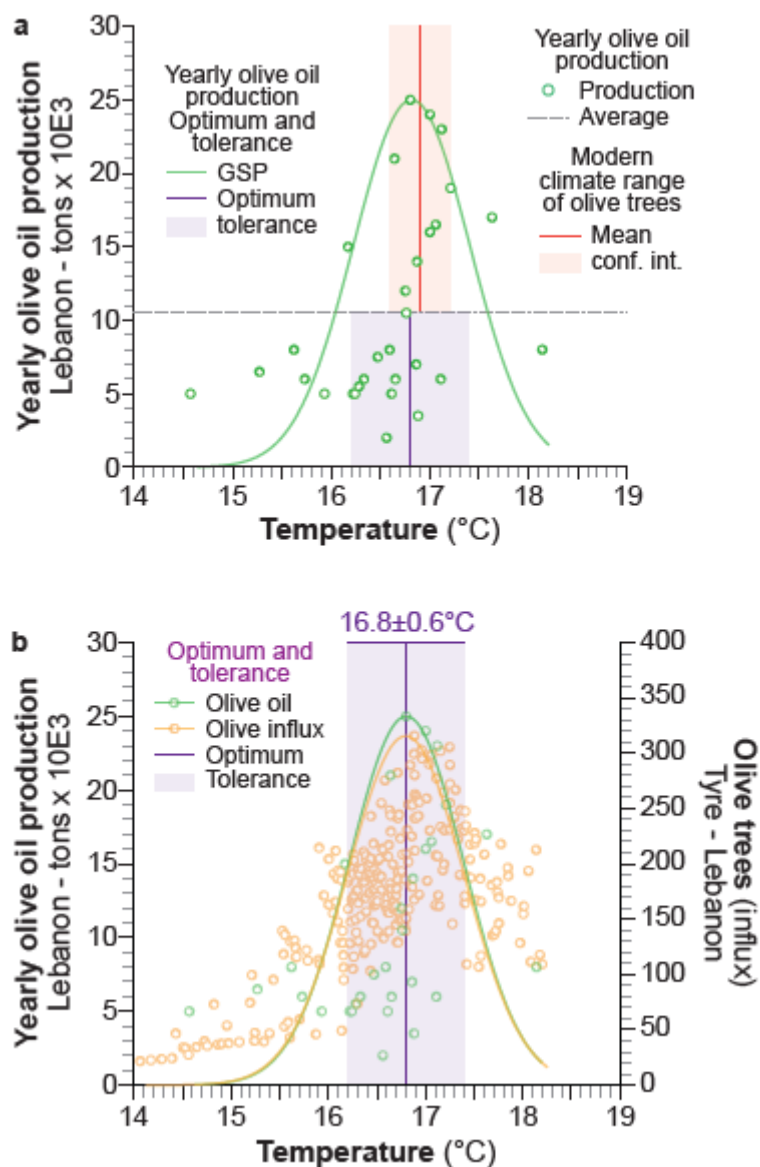 a
Yearly olive oil production
Lebanon - tons x 10E3
30
25
20
15
10
5
0
Yearly olive oil
production
Optimum and
tolerance
GSP
Optimum
tolerance
Yearly olive oil
production
Production
Average
Modern
climate range
of olive trees
Mean
conf. int.
14
15
16
17
18
19
Temperature (°C)
b
16.8±0.6°C
Yearly olive oil production
Lebanon - tons x 10E3
30
25
20
15
10
5
0
Optimum and
tolerance
Olive oil
Olive influx
Optimum
Tolerance
400
350
300
250
200
150
100
50
0
Olive trees (influx)
Tyre - Lebanon
14
15
16
17
18
19
Temperature (°C)